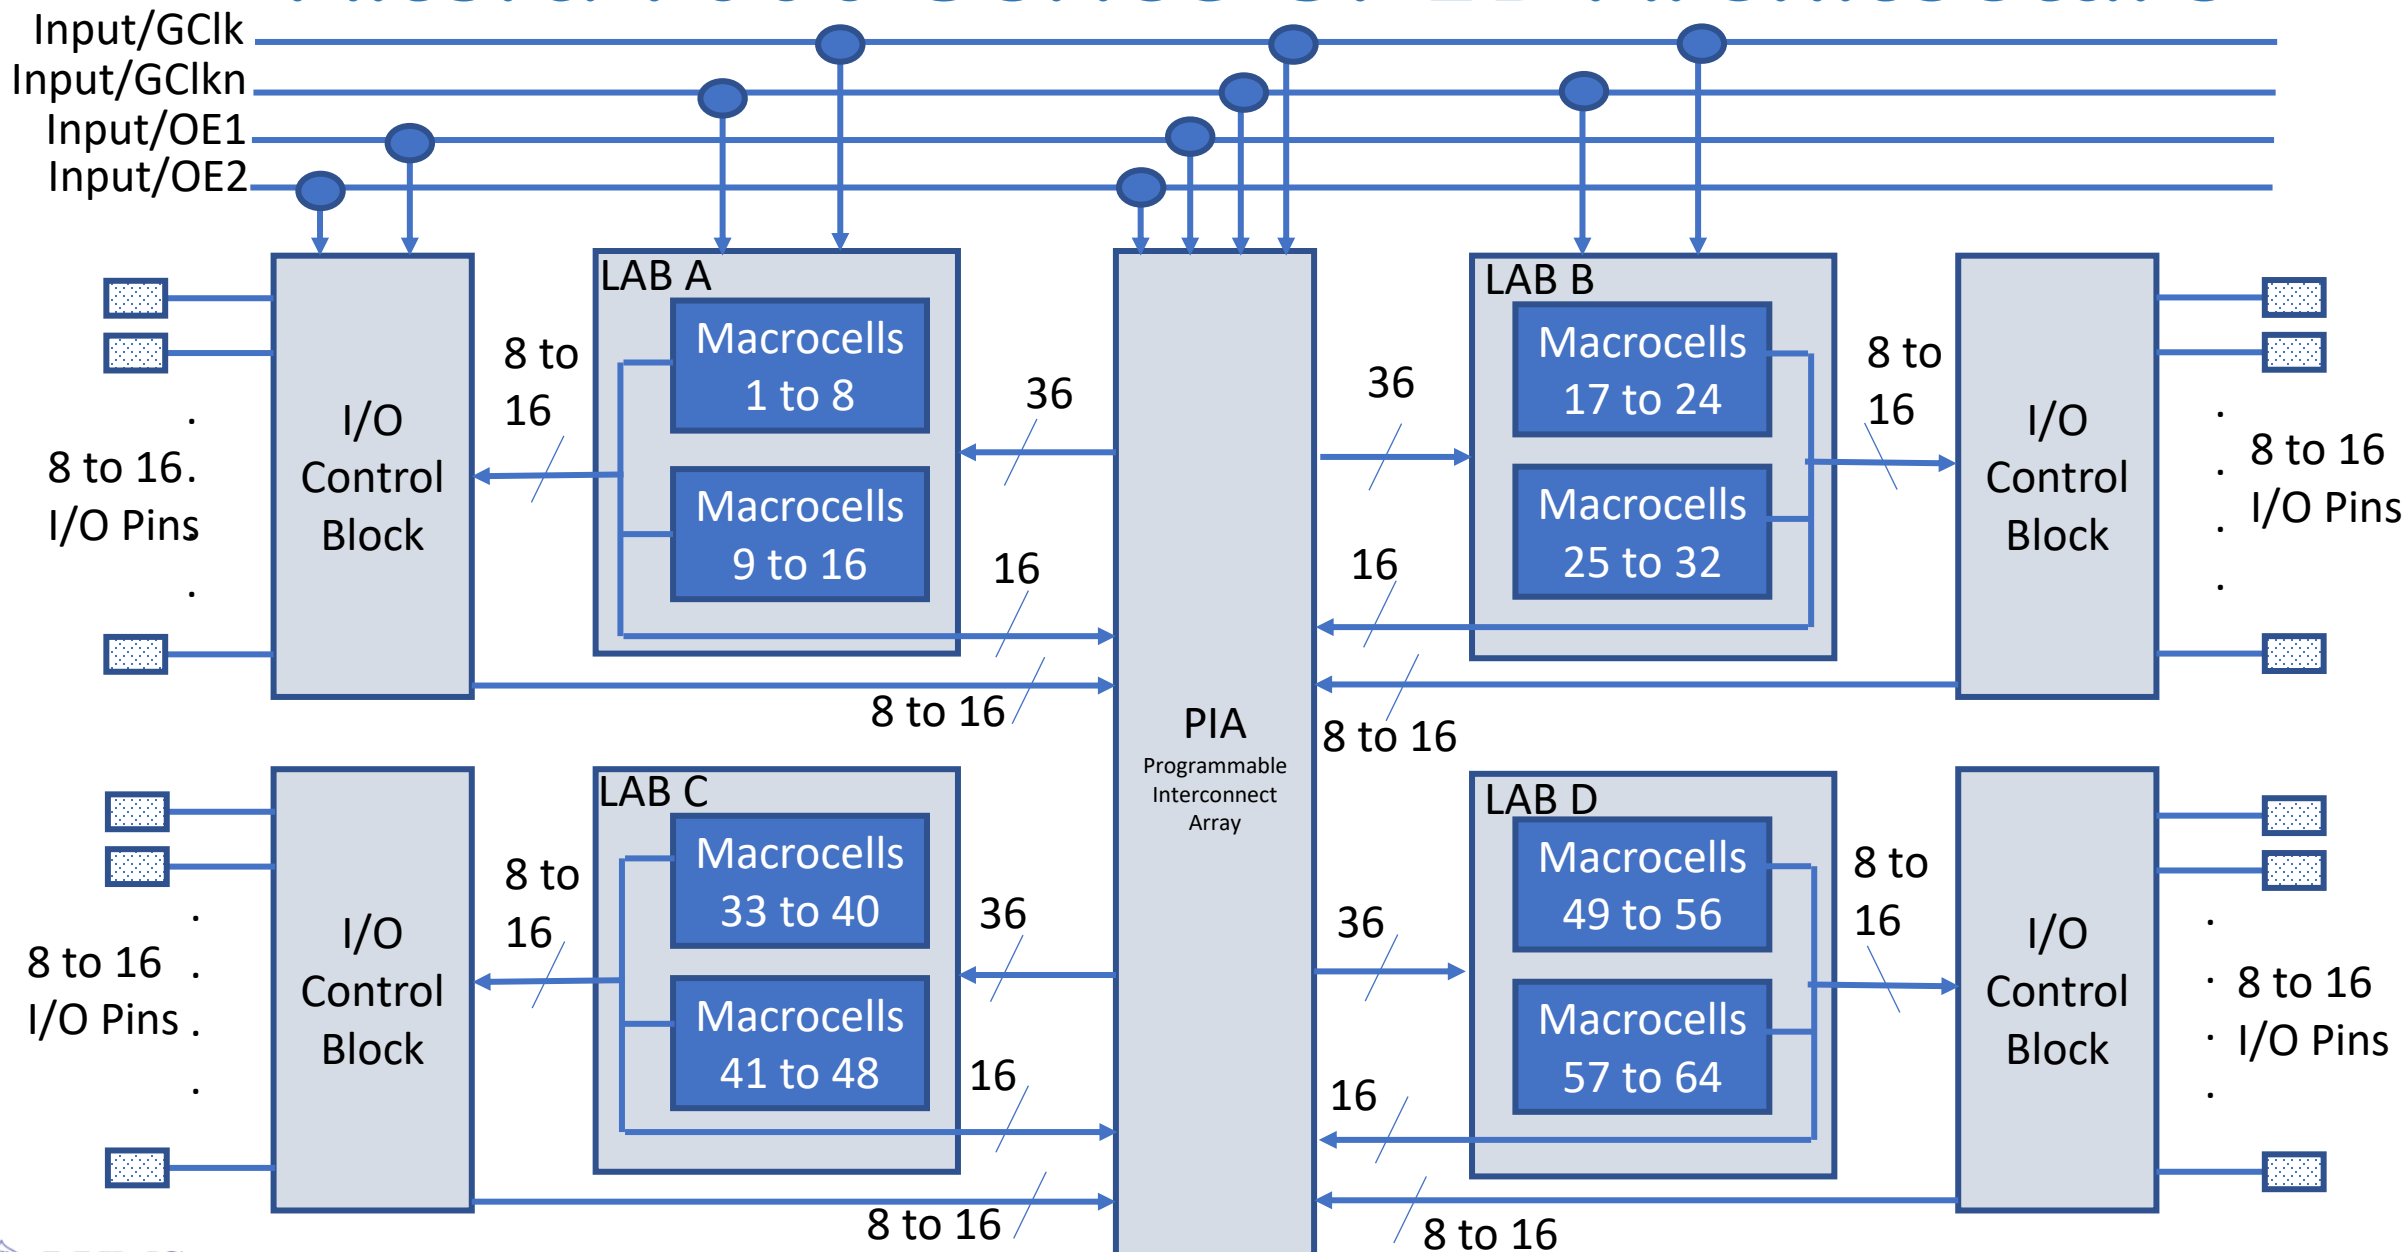 Input/GClk
Input/GClkn
Input/OE1
Input/OE2
LAB A
LAB B
Macrocells
1 to 8
Macrocells
17 to 24
8 to
16
36
36
8 to
16
I/O
Control
Block
I/O
Control
Block
8 to 16
I/O Pins
8 to 16
I/O Pins
Macrocells
9 to 16
Macrocells
25 to 32
16
16
8 to 16
8 to 16
PIA
Programmable
Interconnect
Array
LAB C
LAB D
Macrocells
33 to 40
Macrocells
49 to 56
8 to
16
36
36
8 to
16
I/O
Control
Block
I/O
Control
Block
8 to 16
I/O Pins
8 to 16
I/O Pins
Macrocells
41 to 48
Macrocells
57 to 64
16
16
8 to 16
8 to 16